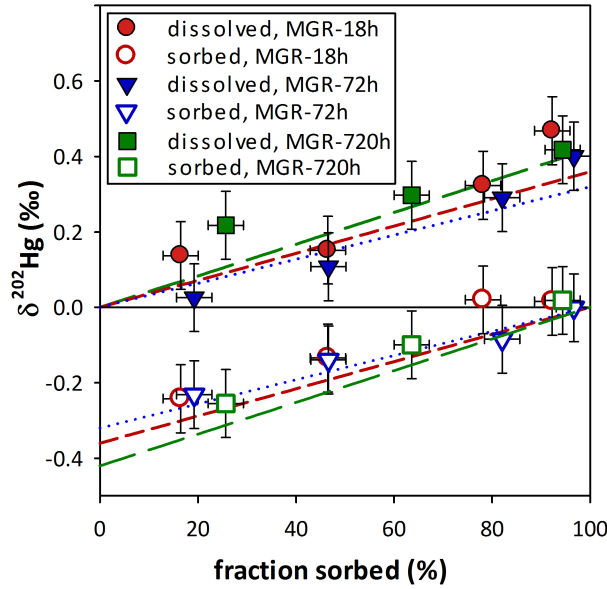 dissolved, MGR-18h
sorbed, MGR-18h
dissolved, MGR-72h
sorbed, MGR-72h
dissolved, MGR-720h
sorbed, MGR-720h
0.6
0.4
0.2
0.0
-0.2
-0.4
δ ²⁰²Hg (‰)
0 20 40 60 80 100
fraction sorbed (%)